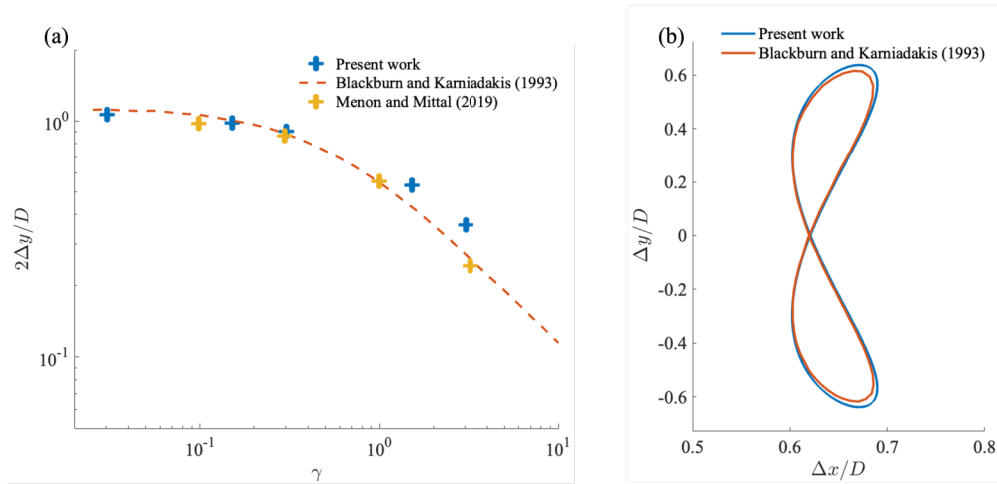 (a)
Present work
Blackburn and Karniadakis (1993)
Menon and Mittal (2019)
10^0
10^-1
2Δy/D
10^-1
10^0
10^1
γ
(b)
Present work
Blackburn and Karniadakis (1993)
0.6
0.4
0.2
0
-0.2
-0.4
-0.6
Δy/D
0.5
0.6
0.7
0.8
Δx/D